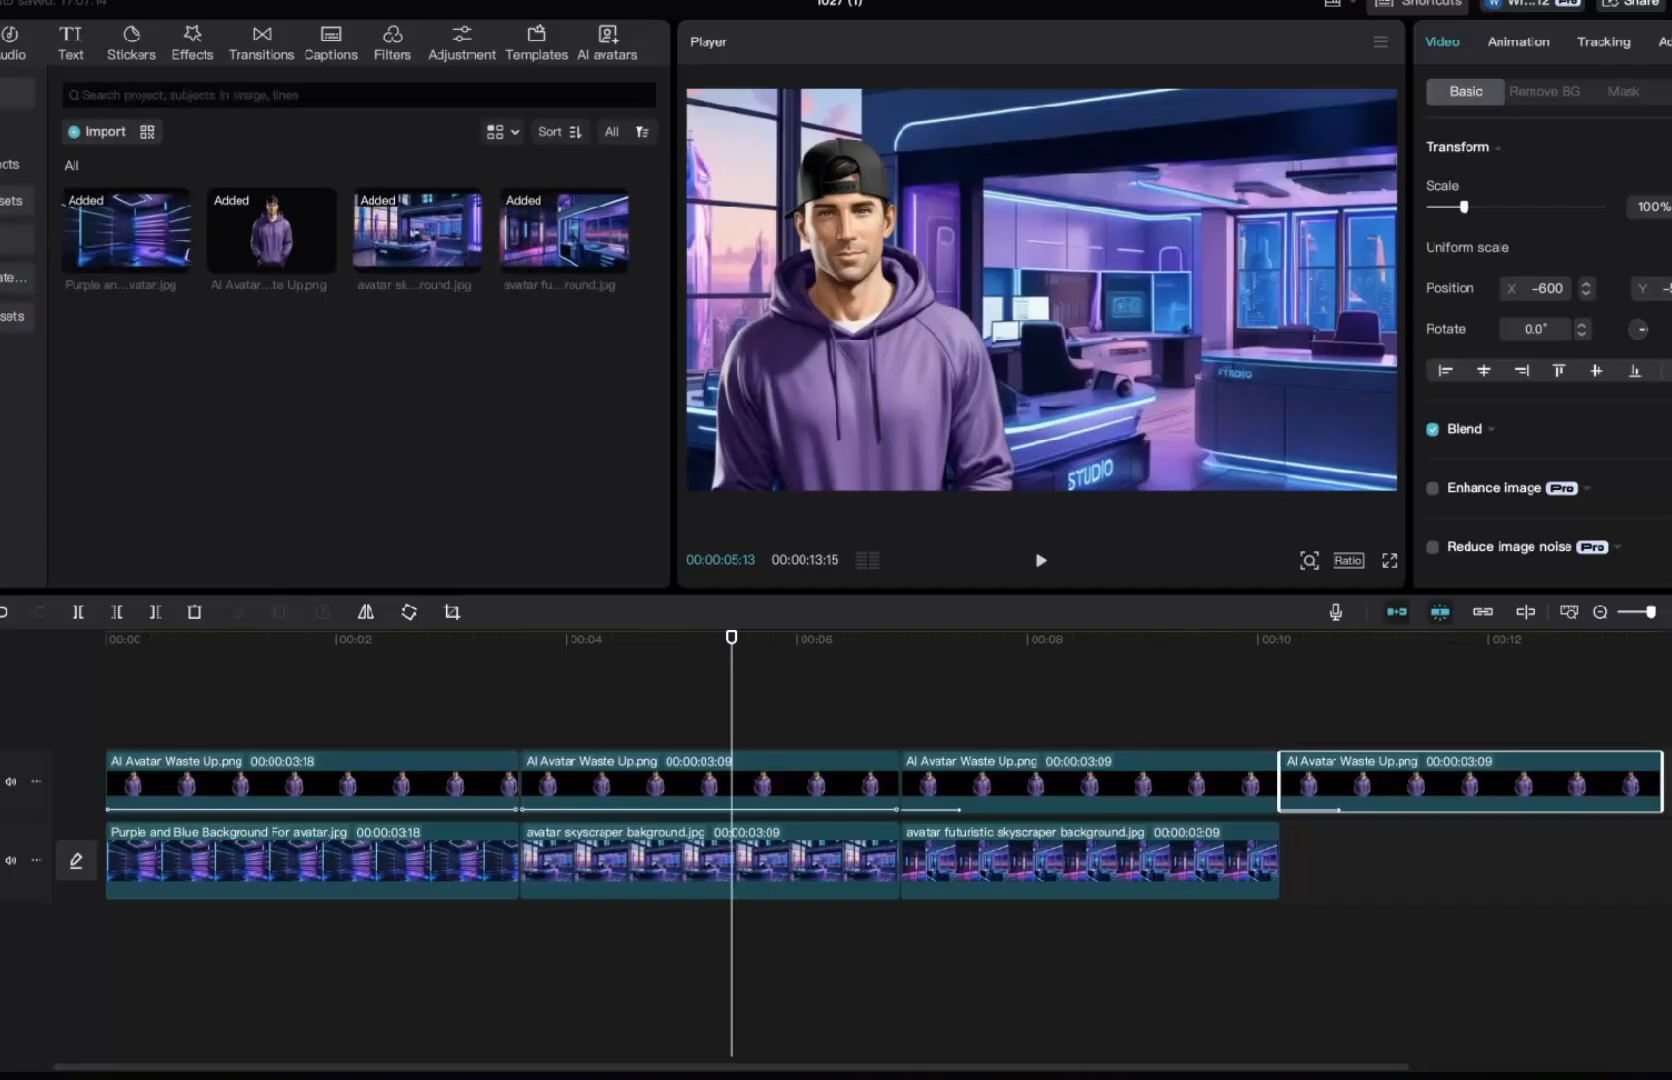 1027 (1)
Shortcuts
Pro
Share
Text
Stickers
Effects
Transitions
Captions
Filters
Adjustment
Templates
AI avatars
Search project, subjects in image, lines
Import
Sort
All
All
Added
Added
Added
Added
Purple an...vatar.jpg
AI Avatar...te Up.png
avatar sk...round.jpg
avatar fu...round.jpg
Player
STUDIO
00:00:05:13
00:00:13:15
Ratio
Video
Animation
Tracking
Basic
Remove BG
Mask
Transform
Scale
100%
Uniform scale
Position
X -600
Y
Rotate
0.0°
Blend
Enhance image Pro
Reduce image noise Pro
00:00
00:02
00:04
00:06
00:08
00:10
00:12
AI Avatar Waste Up.png 00:00:03:18
AI Avatar Waste Up.png 00:00:03:09
AI Avatar Waste Up.png 00:00:03:09
AI Avatar Waste Up.png 00:00:03:09
Purple and Blue Background For avatar.jpg 00:00:03:18
avatar skyscraper bakground.jpg 00:00:03:09
avatar futuristic skyscraper background.jpg 00:00:03:09